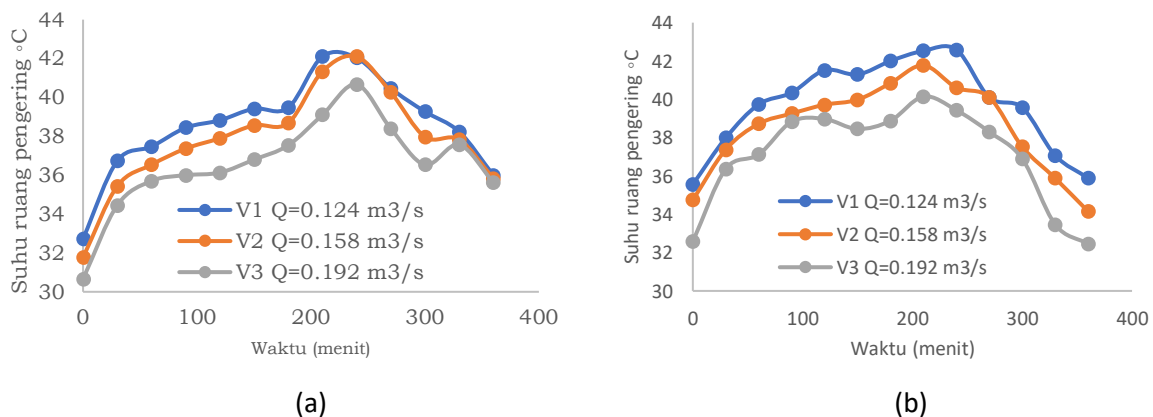 Suhu ruang pengering °C
44
42
40
38
36
34
32
30
V1 Q=0.124 m3/s
V2 Q=0.158 m3/s
V3 Q=0.192 m3/s
0 100 200 300 400
Waktu (menit)
(a)
Suhu ruang pengering °C
44
42
40
38
36
34
32
30
V1 Q=0.124 m3/s
V2 Q=0.158 m3/s
V3 Q=0.192 m3/s
0 100 200 300 400
Waktu (menit)
(b)